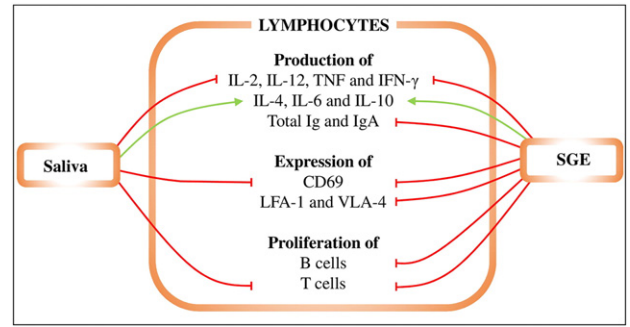 LYMPHOCYTES
Production of
IL-2, IL-12, TNF and IFN-γ
IL-4, IL-6 and IL-10
Total Ig and IgA
Saliva
SGE
Expression of
CD69
LFA-1 and VLA-4
Proliferation of
B cells
T cells